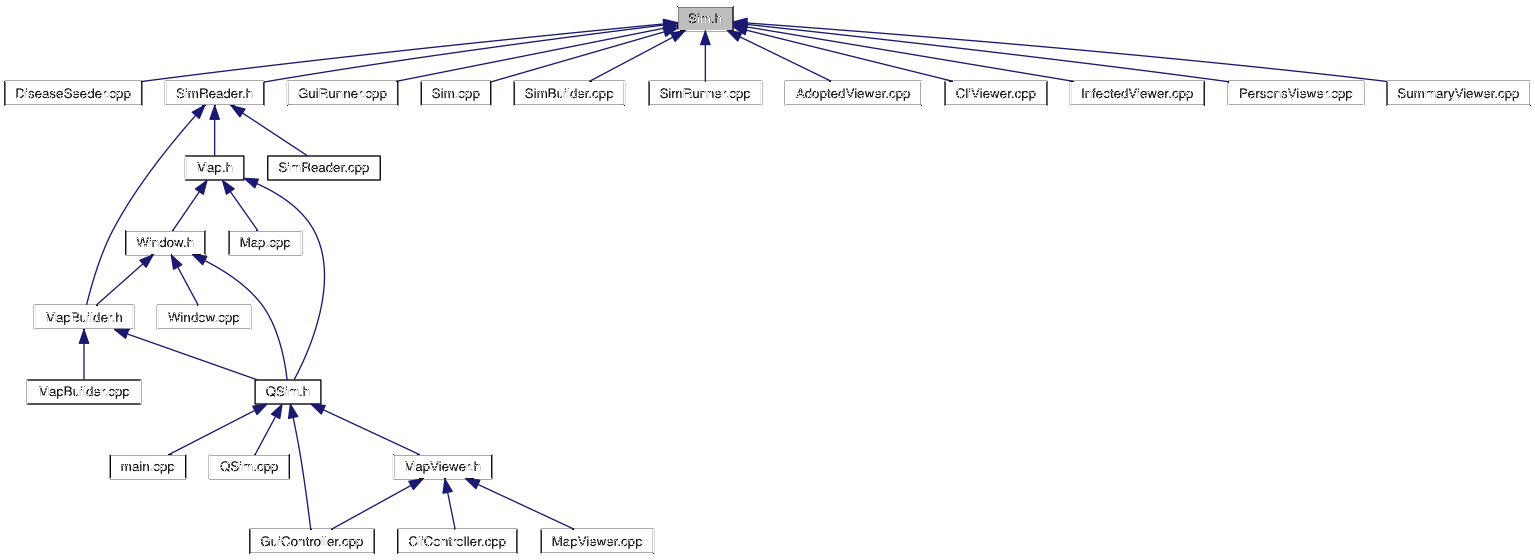 Sim.h
DiseaseSeeder.cpp
SimReader.h
GuiRunner.cpp
Sim.cpp
SimBuilder.cpp
SimRunner.cpp
AdoptedViewer.cpp
CliViewer.cpp
InfectedViewer.cpp
PersonsViewer.cpp
SummaryViewer.cpp
Map.h
SimReader.cpp
Window.h
Map.cpp
MapBuilder.h
Window.cpp
MapBuilder.cpp
QSim.h
main.cpp
QSim.cpp
MapViewer.h
GuiController.cpp
CliController.cpp
MapViewer.cpp